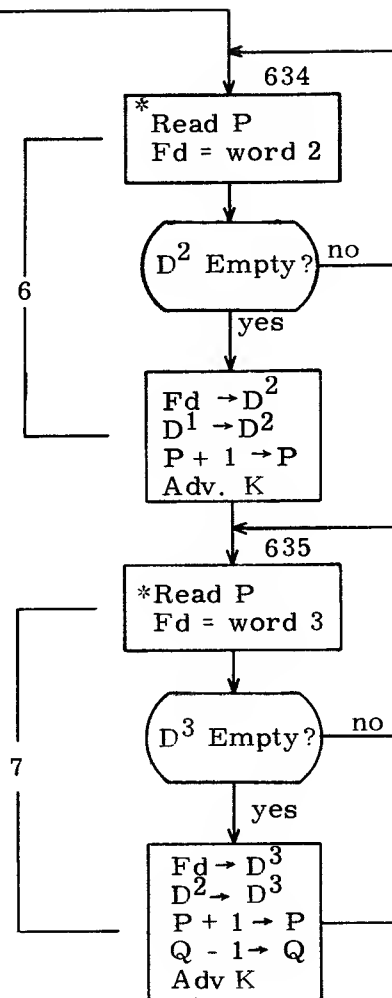 634
*
Read P
Fd = word 2
D² Empty?
no
6
yes
Fd → D²
D¹ → D²
P + 1 → P
Adv. K
635
*Read P
Fd = word 3
D³ Empty?
no
7
yes
Fd → D³
D² → D³
P + 1 → P
Q - 1 → Q
Adv K